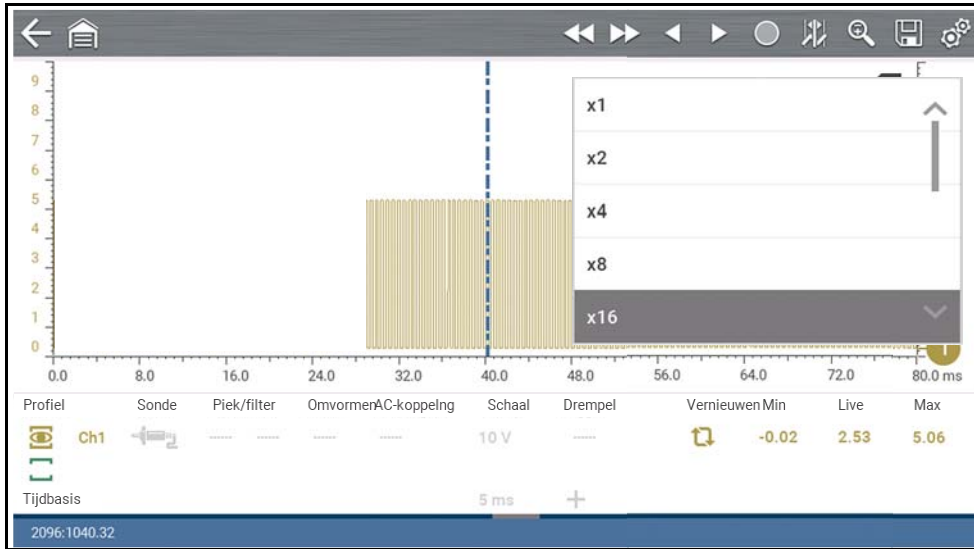 9
8
7
6
5
4
3
2
1
0
x1
x2
x4
x8
x16
0.0 8.0 16.0 24.0 32.0 40.0 48.0 56.0 64.0 72.0 80.0 ms
Profiel Sonde Piek/filter Omvormen AC-koppelng Schaal Drempel Vernieuwen Min Live Max
Ch1 ------ ------ ------ ------ 10 V ------ -0.02 2.53 5.06
Tijdbasis 5 ms +
2096:1040.32